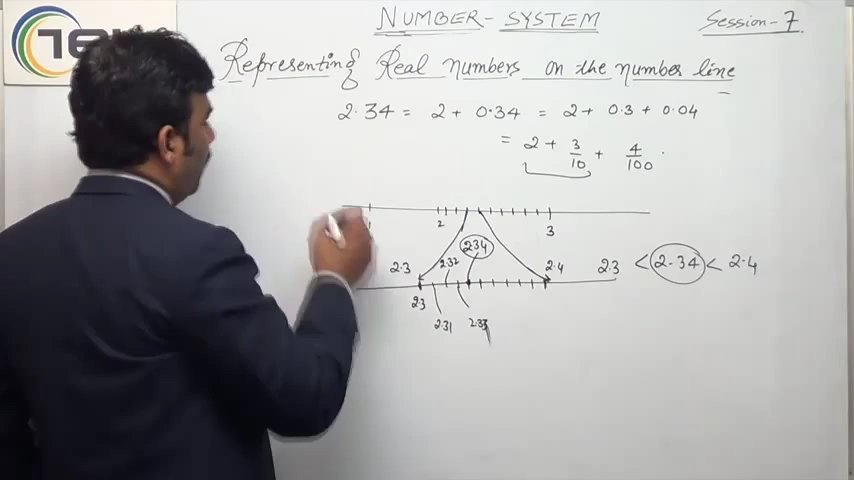 NUMBER-SYSTEM
Session-7
Representing Real Numbers on the number line
2.34 = 2 + 0.34 = 2 + 0.3 + 0.04
= 2 + 3/10 + 4/100
2 3
2.3 2.32 2.34 2.4
2.3 < 2.34 < 2.4
2.3
2.31 2.33